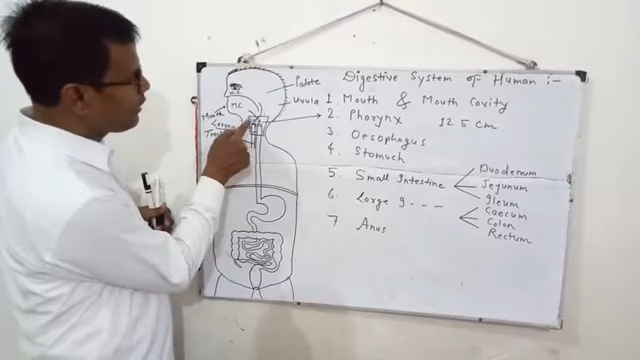 Digestive System of Human :-
Palate
Uvula
MC
Mouth
1. Mouth & Mouth Cavity
2. Pharynx 12.5 cm
3. Oesophagus
4. Stomuch
5. Small Intestine
Duodenum
Jejunum
Ileum
6. Large I---
Caecum
Colon
Rectum
7 Anus